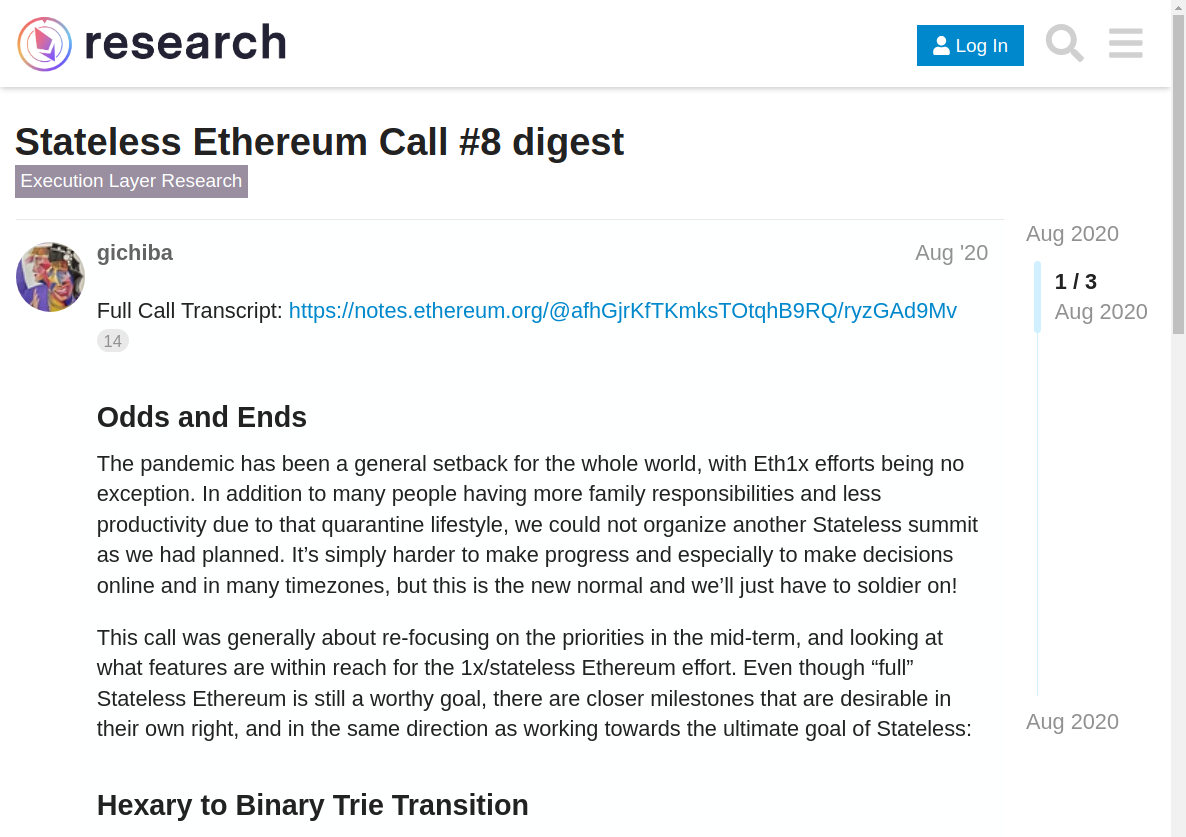 research
Log In
Stateless Ethereum Call #8 digest
Execution Layer Research
gichiba
Aug '20
Full Call Transcript: https://notes.ethereum.org/@afhGjrKfTKmksTOtqhB9RQ/ryzGAd9Mv
14
Odds and Ends
The pandemic has been a general setback for the whole world, with Eth1x efforts being no
exception. In addition to many people having more family responsibilities and less
productivity due to that quarantine lifestyle, we could not organize another Stateless summit
as we had planned. It’s simply harder to make progress and especially to make decisions
online and in many timezones, but this is the new normal and we’ll just have to soldier on!
This call was generally about re-focusing on the priorities in the mid-term, and looking at
what features are within reach for the 1x/stateless Ethereum effort. Even though “full”
Stateless Ethereum is still a worthy goal, there are closer milestones that are desirable in
their own right, and in the same direction as working towards the ultimate goal of Stateless:
Hexary to Binary Trie Transition
Aug 2020
1 / 3
Aug 2020
Aug 2020